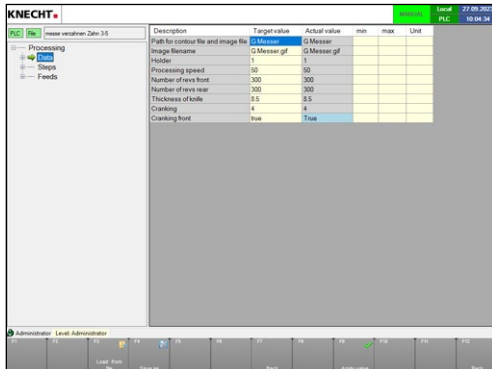 KNECHT
MANUAL
Local 27.09.2023
PLC 10:04:34
PLC File messe verzahnen Zahn 3-5
Processing
Data
Steps
Feeds
Description Target value Actual value min max Unit
Path for contour file and image file G Messer G Messer
Image filename G Messer.gif G Messer.gif
Holder 1 1
Processing speed 50 50
Number of revs front 300 300
Number of revs rear 300 300
Thickness of knife 8.5 8.5
Cranking 4 4
Cranking front true True
Administrator Level: Administrator
F1 F2 F3 F4 F5 F6 F7 F8 F9 F10 F11 F12
Load from file Save as Back Apply value Back